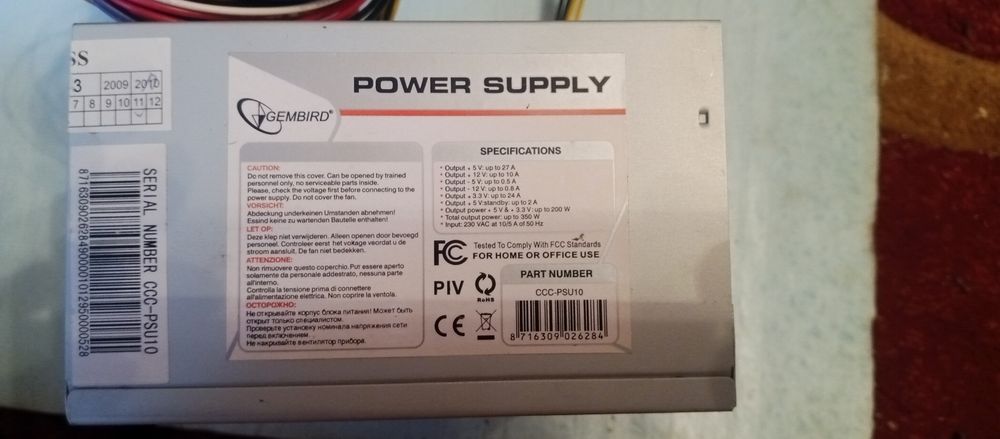 SS
3 2009 2010
7 8 9 10 11 12
SERIAL NUMBER CCC-PSU10
POWER SUPPLY
GEMBIRD®
CAUTION:
Do not remove this cover. Can be opened by trained
personnel only, no serviceable parts inside.
Please, check the voltage first before connecting to the
power supply. Do not cover the fan.
VORSICHT:
Abdeckung underkeinen Umstanden abnehmen!
Essind keine zu wartenden Bauteile enthalten!
LET OP:
Deze klep niet verwijderen. Alleen openen door bevoegd
personeel. Controleer eerst het voltage veordat u de
stroom aansluit. De fan niet bedekken.
ATTENZIONE:
Non rimuovere questo coperchio. Put essere aperto
solamente da personale addestrato, nessuna parte
all'interno.
Controlla la tensione prima di connettere
all'alimentazione elettrica. Non coprire la ventola.
ОСТОРОЖНО:
Не открывайте корпус блока питания! Может быть
открыт только специалистом.
Проверьте установку номинала напряжения сети
перед включением.
Не накрывайте вентилятор прибора.
SPECIFICATIONS
* Output + 5 V: up to 27 A
* Output + 12 V: up to 10 A
* Output - 5 V: up to 0.5 A
* Output - 12 V: up to 0.8 A
* Output + 3.3 V: up to 24 A
* Output + 5 V:standby: up to 2 A
* Output power + 5 V & + 3.3 V: up to 200 W
* Total output power: up to 350 W
* Input: 230 VAC at 10/5 A of 50 Hz
FC Tested To Comply With FCC Standards
FOR HOME OR OFFICE USE
PIV RoHS
CE
PART NUMBER
CCC-PSU10
8 716309 026284